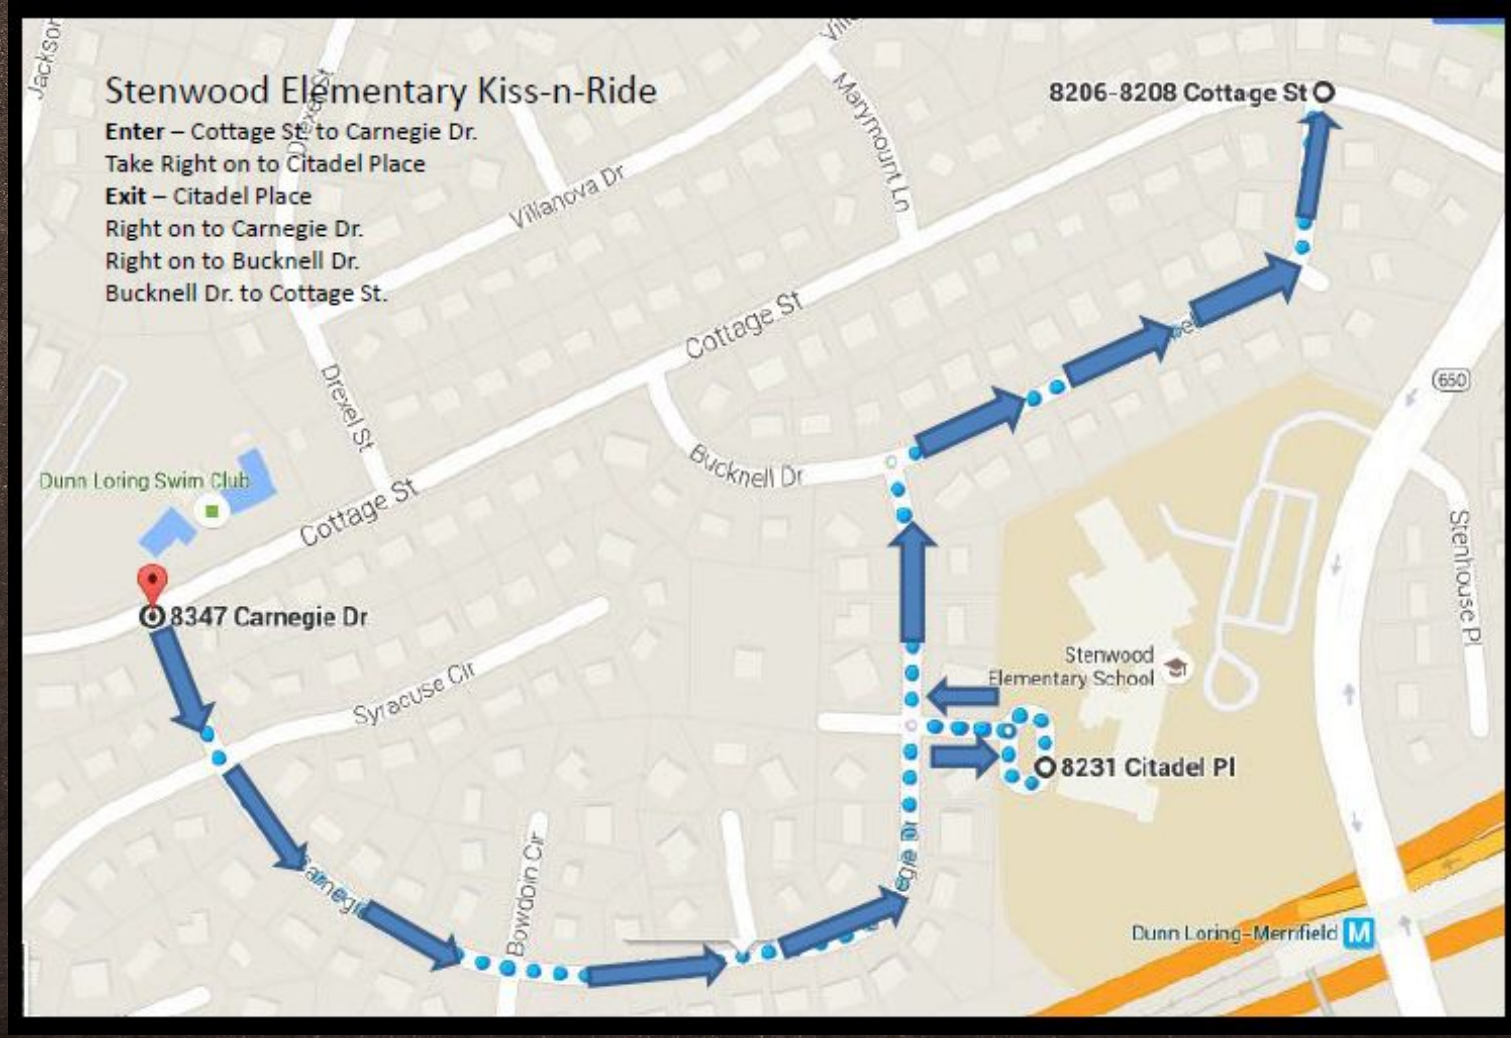 Jackson
Stenwood Elementary Kiss-n-Ride
Enter – Cottage St. to Carnegie Dr.
Take Right on to Citadel Place
Exit – Citadel Place
Right on to Carnegie Dr.
Right on to Bucknell Dr.
Bucknell Dr. to Cottage St.
Drexel St
Villanova Dr
Marymount Ln
8206-8208 Cottage St
Cottage St
Drexel St
Bucknell Dr
650
Dunn Loring Swim Club
Cottage St
Stenhouse Pl
8347 Carnegie Dr
Syracuse Cir
Stenwood
Elementary School
8231 Citadel Pl
Bowdoin Cir
Dunn Loring-Merrifield M